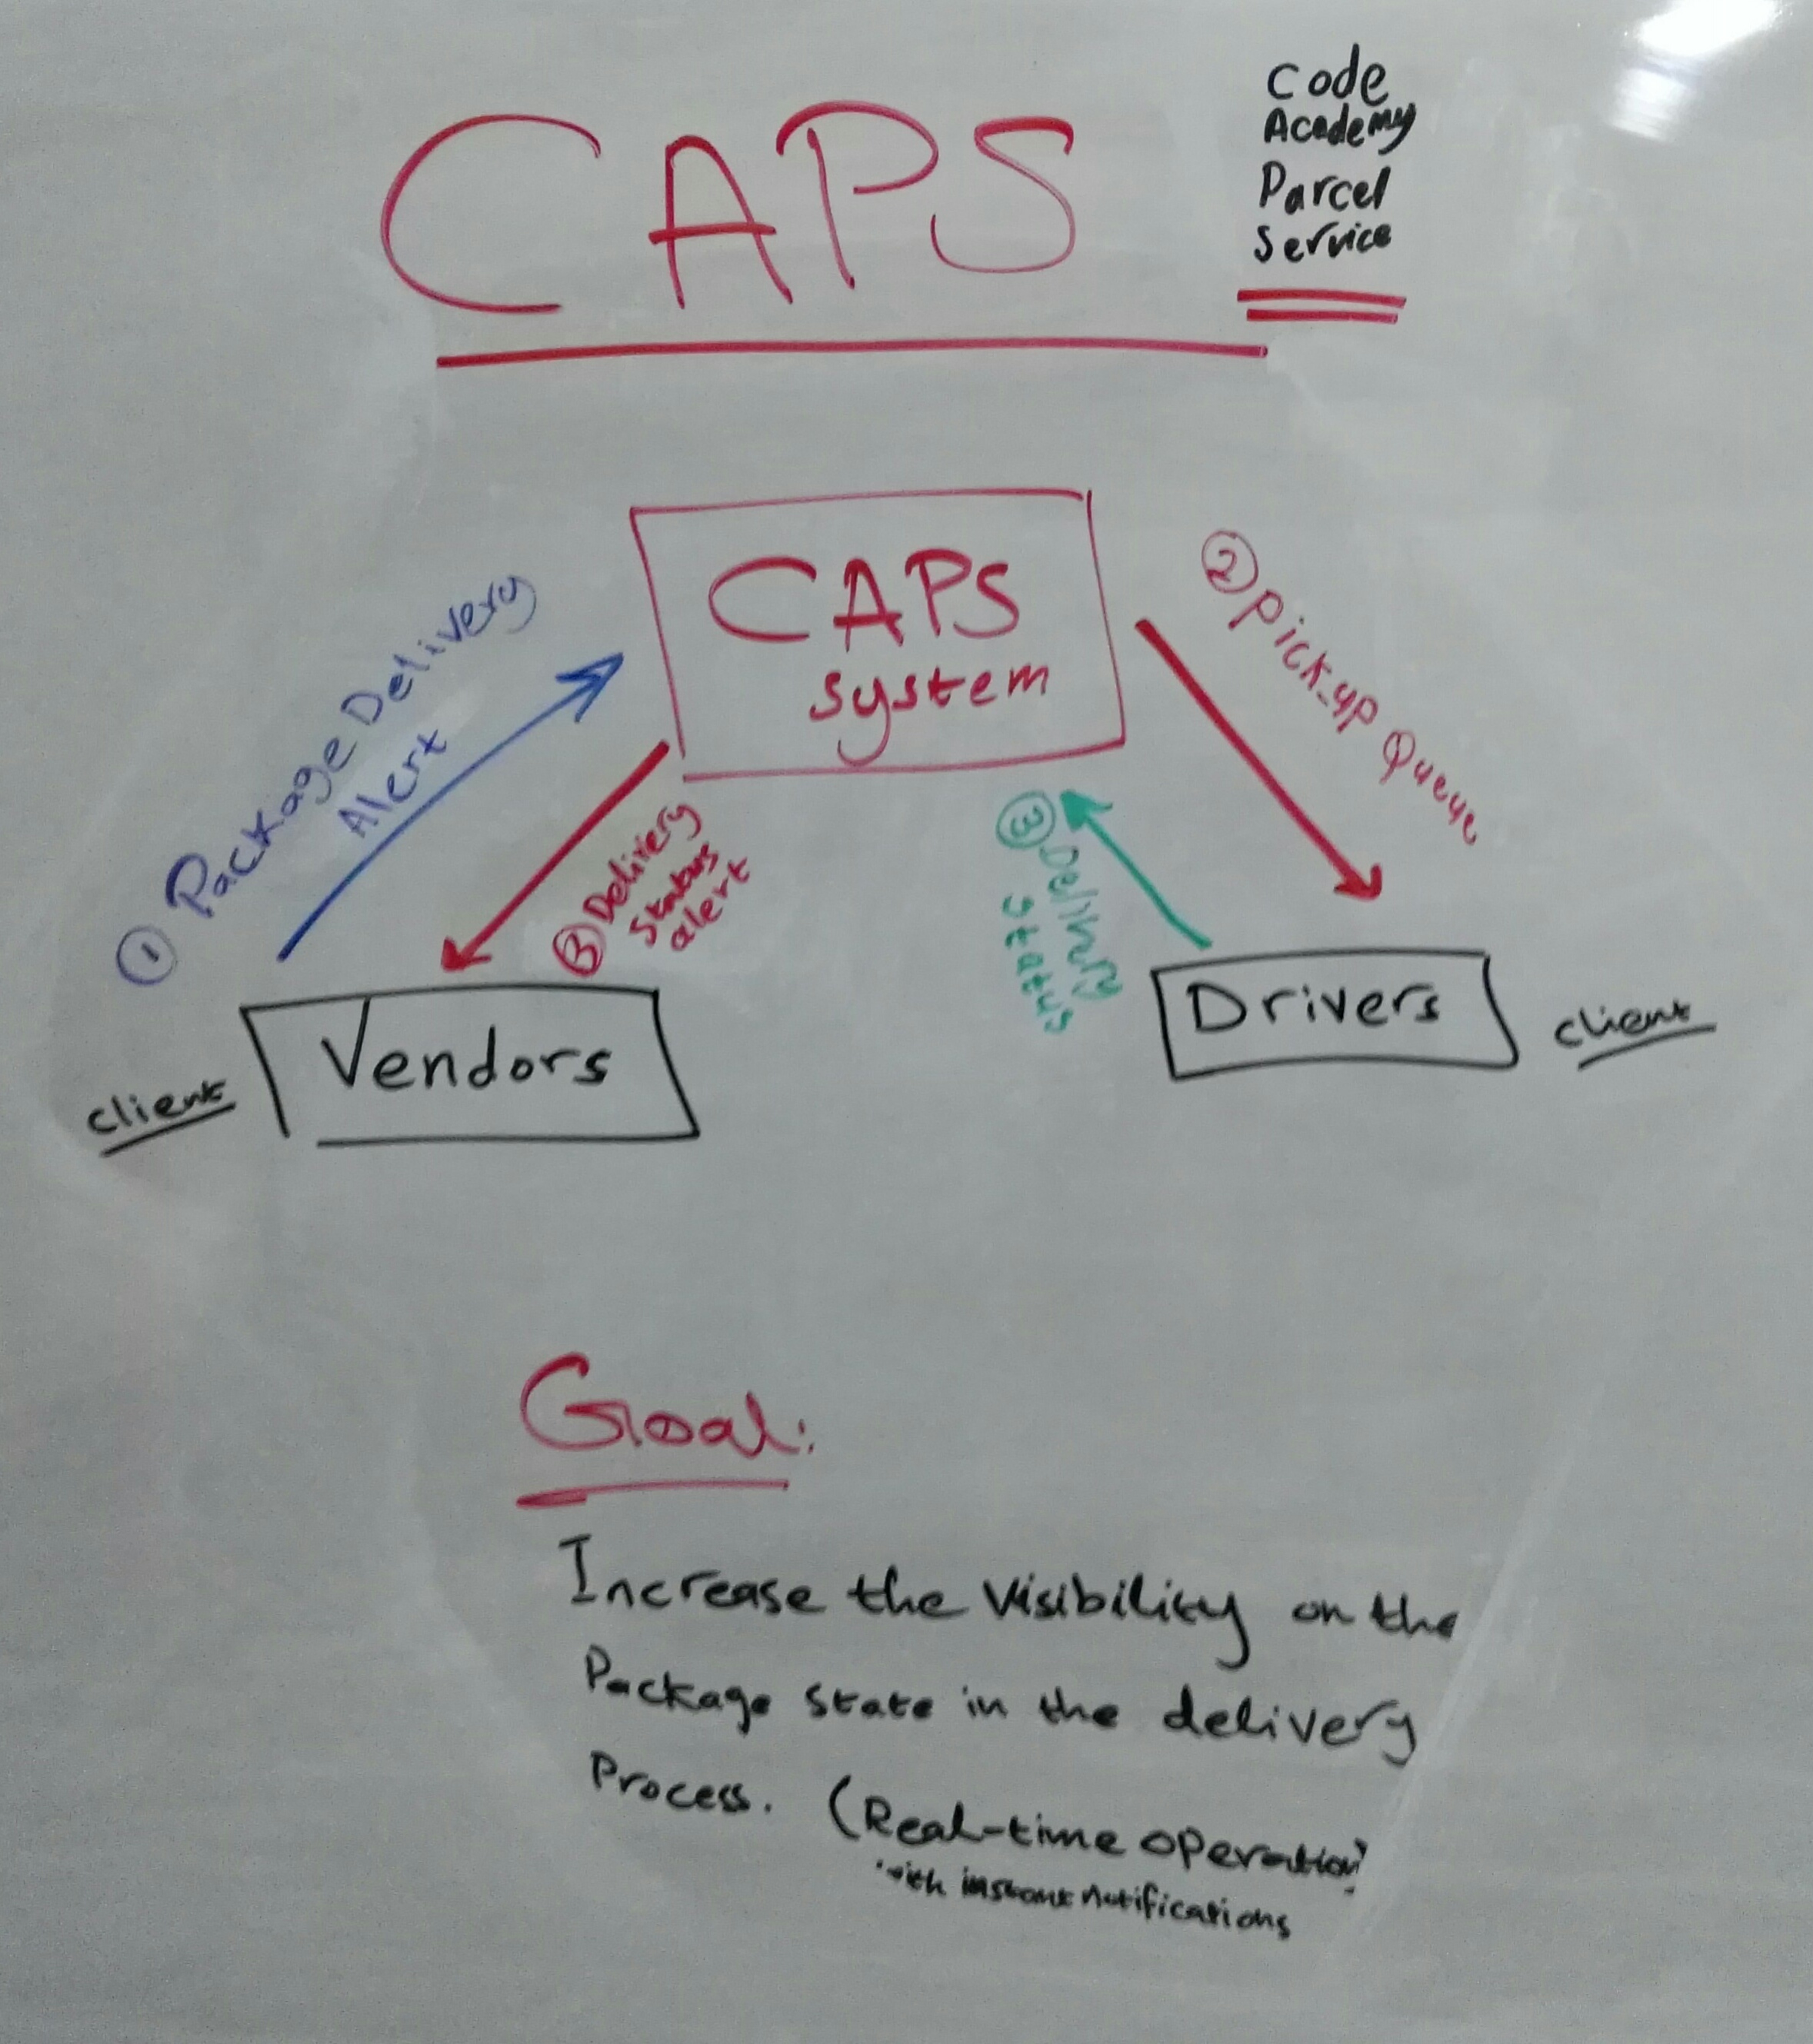 CAPS
Code
Academy
Parcel
Service
CAPS
system
① Package Delivery
Alert
② Pick-up Queue
③ Delivery
Status
alert
③ Delivery
Status
Vendors
client
Drivers
client
Goal:
Increase the visibility on the
Package state in the delivery
Process. (Real-time operation)
with instant notifications